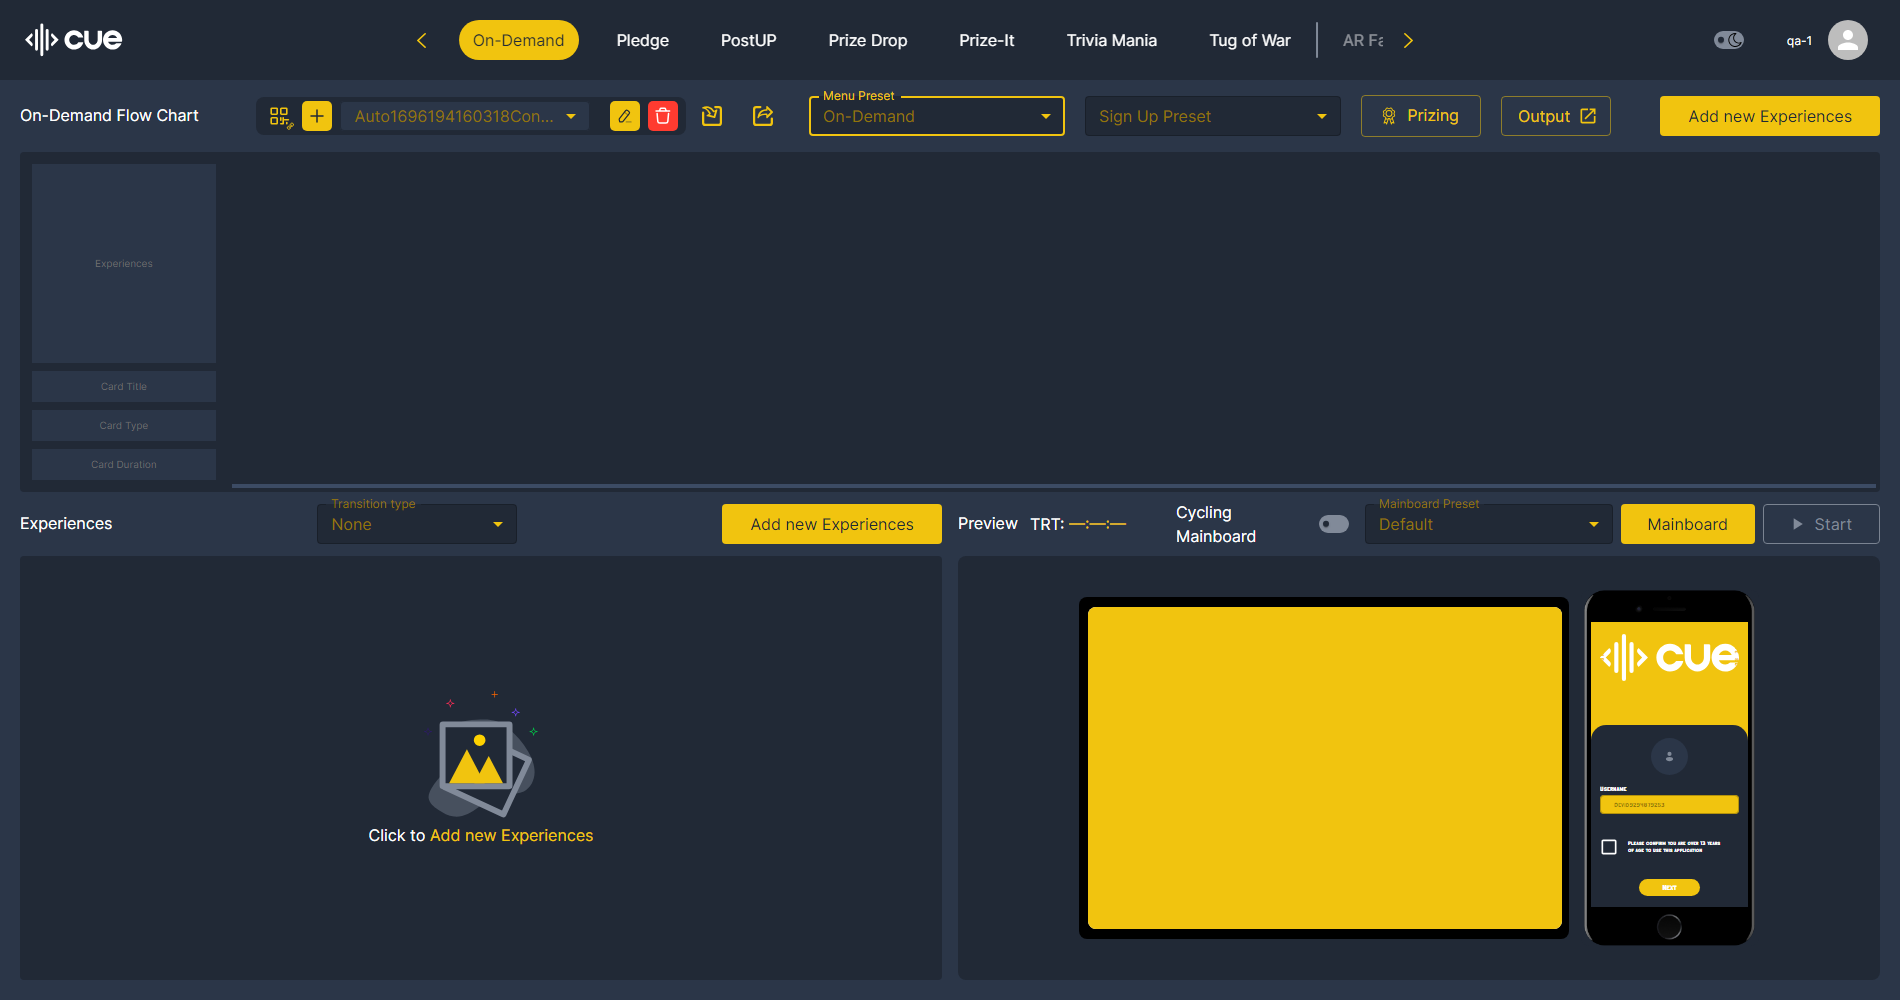 cue
On-Demand
Pledge
PostUP
Prize Drop
Prize-It
Trivia Mania
Tug of War
AR Fa
qa-1
On-Demand Flow Chart
Auto1696194160318Con...
Menu Preset
On-Demand
Sign Up Preset
Prizing
Output
Add new Experiences
Experiences
Card Title
Card Type
Card Duration
Experiences
Transition type
None
Add new Experiences
Preview
TRT: —:—:—
Cycling
Mainboard
Mainboard Preset
Default
Mainboard
Start
Click to Add new Experiences
cue
Username
Please confirm you are over 13 years
of age to use this application
Next